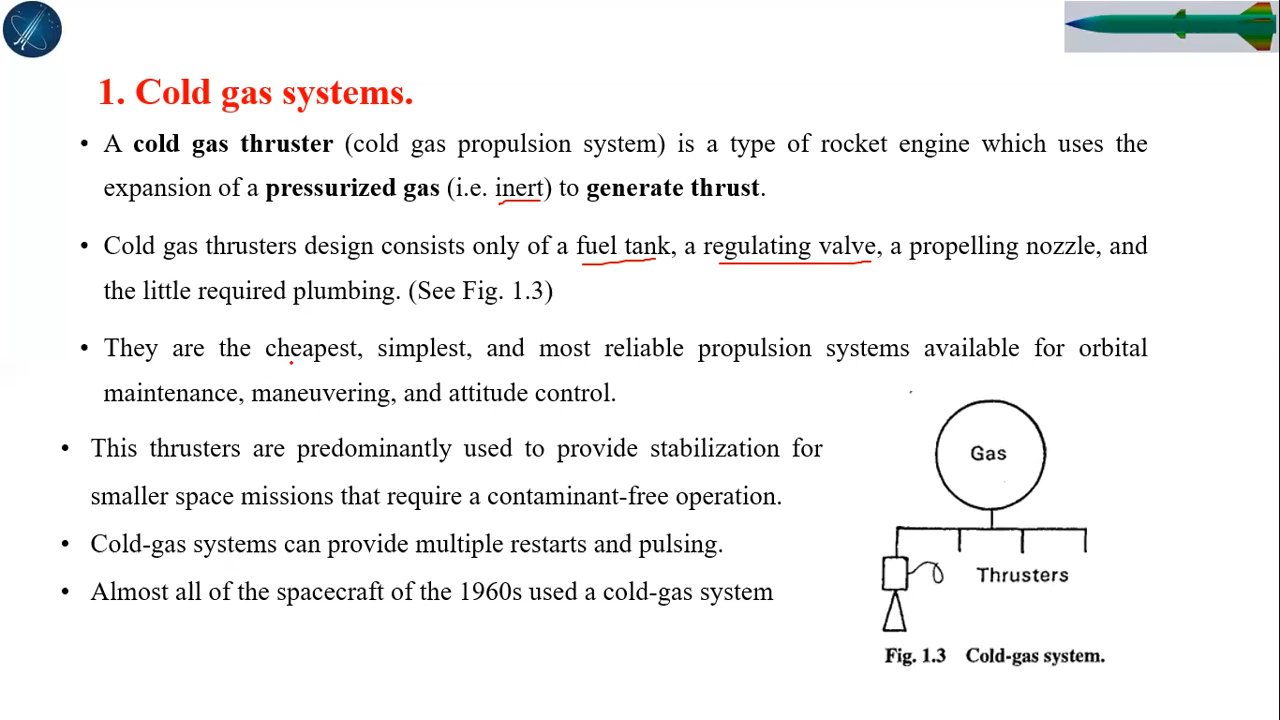 1. Cold gas systems.
• A cold gas thruster (cold gas propulsion system) is a type of rocket engine which uses the
expansion of a pressurized gas (i.e. inert) to generate thrust.
• Cold gas thrusters design consists only of a fuel tank, a regulating valve, a propelling nozzle, and
the little required plumbing. (See Fig. 1.3)
• They are the cheapest, simplest, and most reliable propulsion systems available for orbital
maintenance, maneuvering, and attitude control.
• This thrusters are predominantly used to provide stabilization for
smaller space missions that require a contaminant-free operation.
• Cold-gas systems can provide multiple restarts and pulsing.
• Almost all of the spacecraft of the 1960s used a cold-gas system
Gas
Thrusters
Fig. 1.3 Cold-gas system.